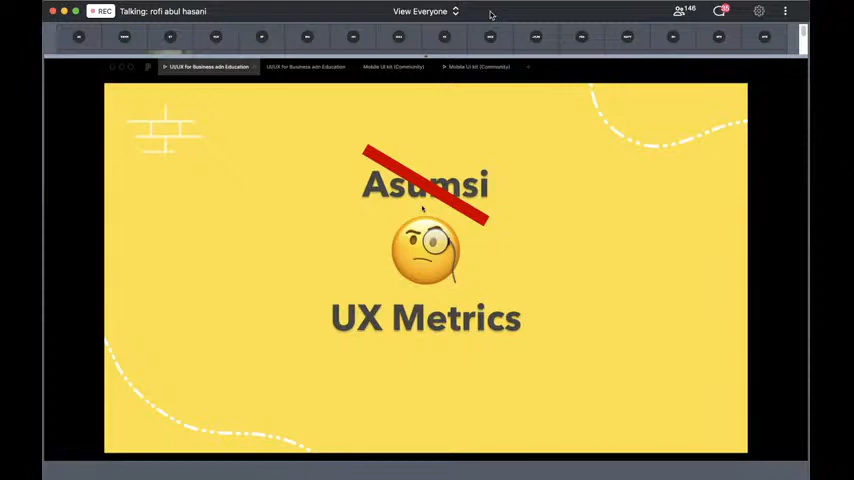 REC
Talking: rofi abul hasani
View Everyone
146
UI/UX for Business adn Education
UI/UX for Business adn Education
Mobile UI kit (Community)
Mobile UI kit (Community)
Asumsi
UX Metrics